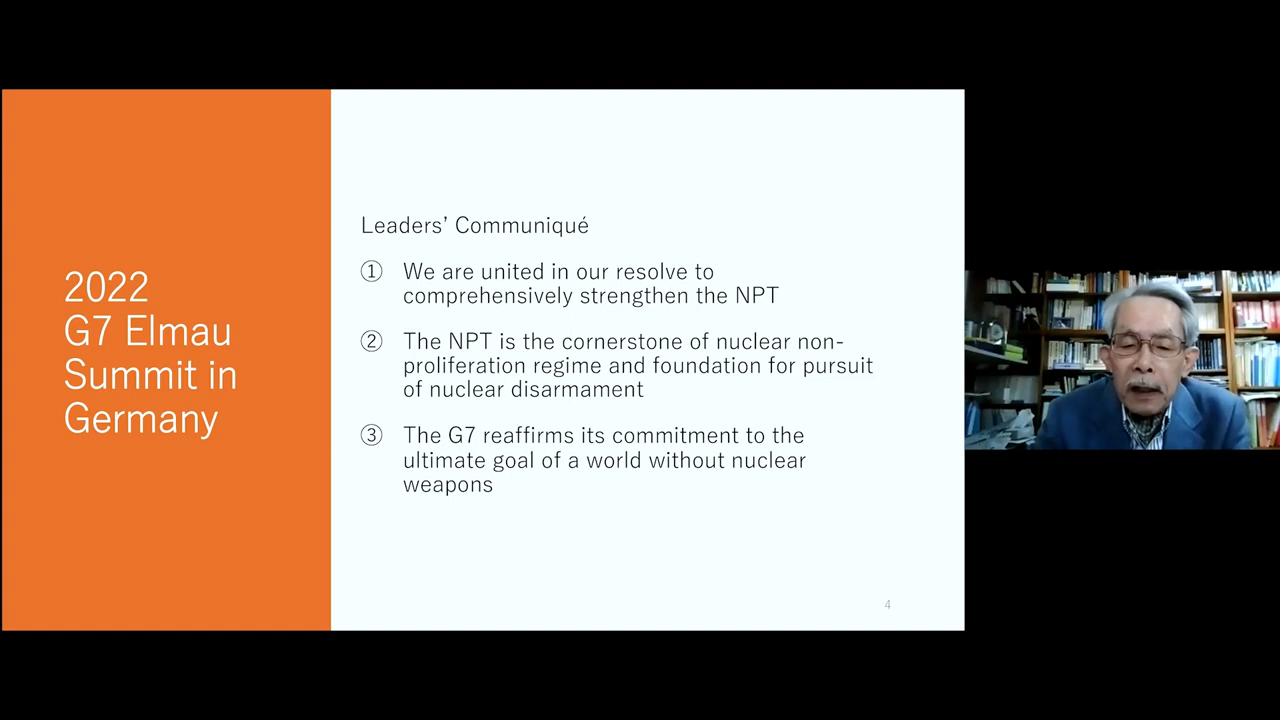 2022
G7 Elmau
Summit in
Germany
Leaders’ Communiqué
① We are united in our resolve to
comprehensively strengthen the NPT
② The NPT is the cornerstone of nuclear non-
proliferation regime and foundation for pursuit
of nuclear disarmament
③ The G7 reaffirms its commitment to the
ultimate goal of a world without nuclear
weapons
4